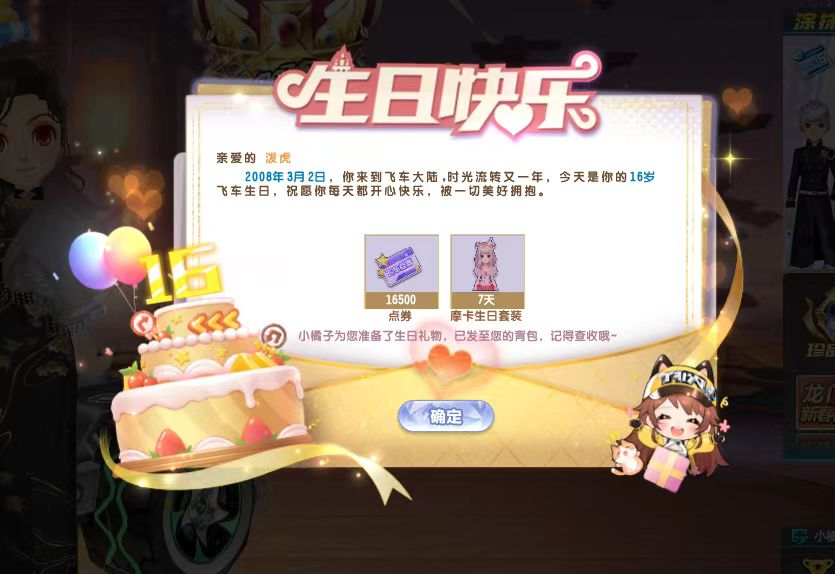 生日快乐
亲爱的 泼虎
2008年3月2日，你来到飞车大陆,时光流转又一年，今天是你的16岁
飞车生日，祝愿你每天都开心快乐，被一切美好拥抱。
16
16500
7天
点券
摩卡生日套装
小橘子为您准备了生日礼物，已发至您的背包，记得查收哦~
确定